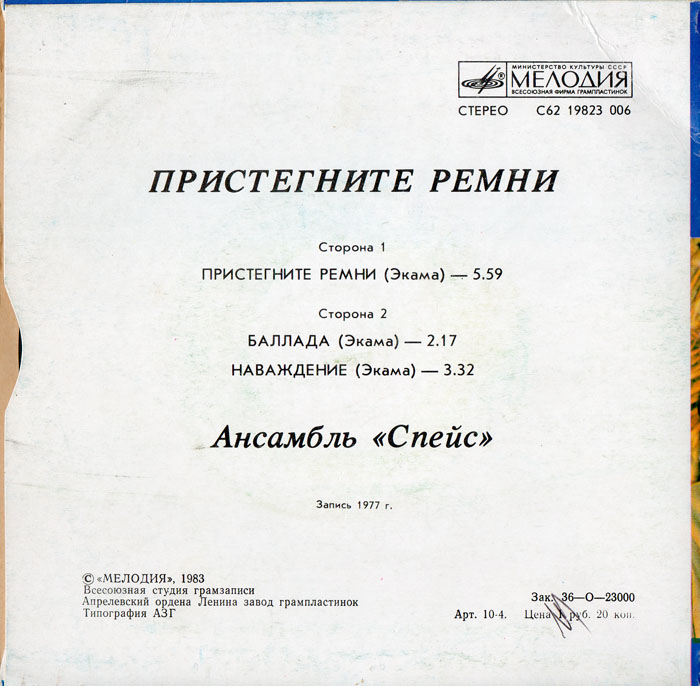 МИНИСТЕРСТВО КУЛЬТУРЫ СССР
МЕЛОДИЯ
ВСЕСОЮЗНАЯ ФИРМА ГРАМПЛАСТИНОК
СТЕРЕО С62 19823 006
ПРИСТЕГНИТЕ РЕМНИ
Сторона 1
ПРИСТЕГНИТЕ РЕМНИ (Экама) — 5.59
Сторона 2
БАЛЛАДА (Экама) — 2.17
НАВАЖДЕНИЕ (Экама) — 3.32
Ансамбль «Спейс»
Запись 1977 г.
© «МЕЛОДИЯ», 1983
Всесоюзная студия грамзаписи
Апрелевский ордена Ленина завод грампластинок
Типография АЗГ
Зак. 36—О—23000
Арт. 10-4. Цена 1 руб. 20 коп.